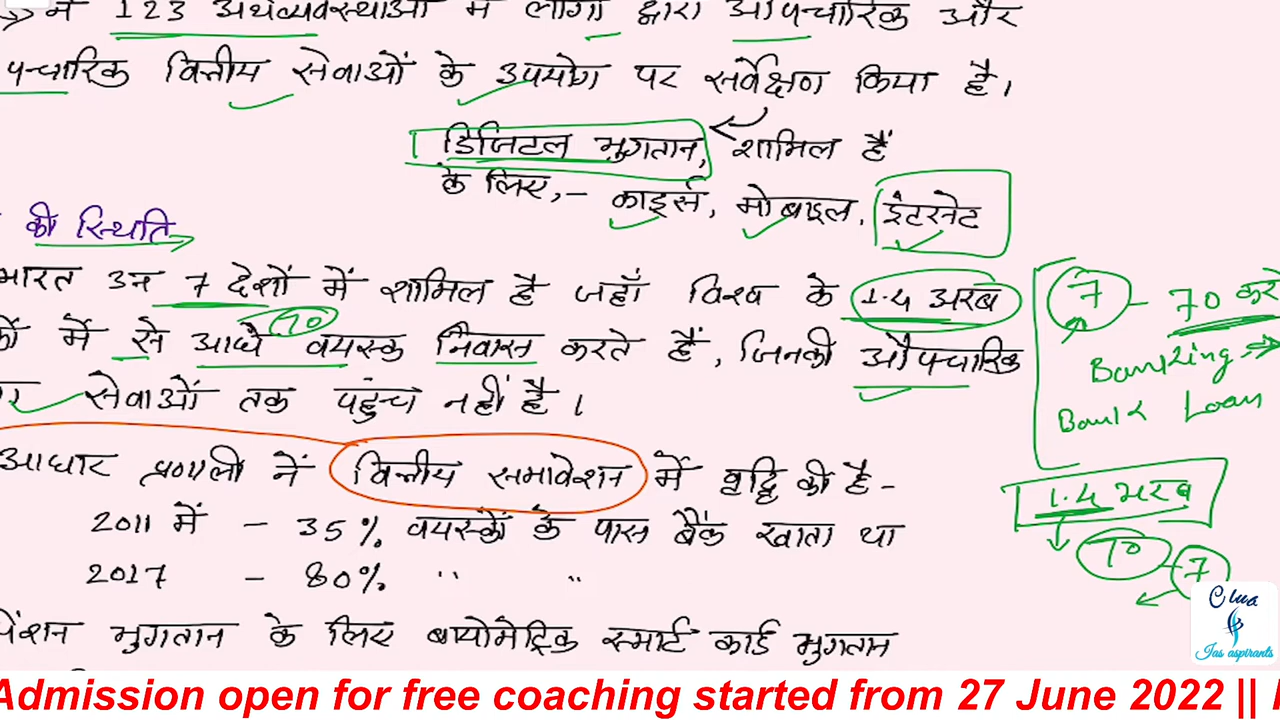 ने 123 अर्थव्यवस्थाओं में लोगों द्वारा औपचारिक और
पचारिक वित्तीय सेवाओं के उपयोग पर सर्वेक्षण किया है।
डिजिटल भुगतान, शामिल हैं
के लिए,- कार्ड्स, मोबाइल, इंटरनेट
की स्थिति
भारत उन 7 देशों में शामिल है जहाँ विश्व के 1.4 अरब
70
कों में से आधे वयस्क निवास करते हैं, जिनकी औपचारिक
सेवाओं तक पहुंच नहीं है।
आधार प्रणाली ने वित्तीय समावेशन में वृद्धि की है-
2011 में - 35% वयस्कों के पास बैंक खाता था
2017 - 80% " "
पेंशन भुगतान के लिए बायोमेट्रिक स्मार्ट कार्ड भुगतान
7 - 70 कर
Banking
Bank Loan
1.4 अरब
70 - 7
Clua
Ias aspirants
Admission open for free coaching started from 27 June 2022 ||